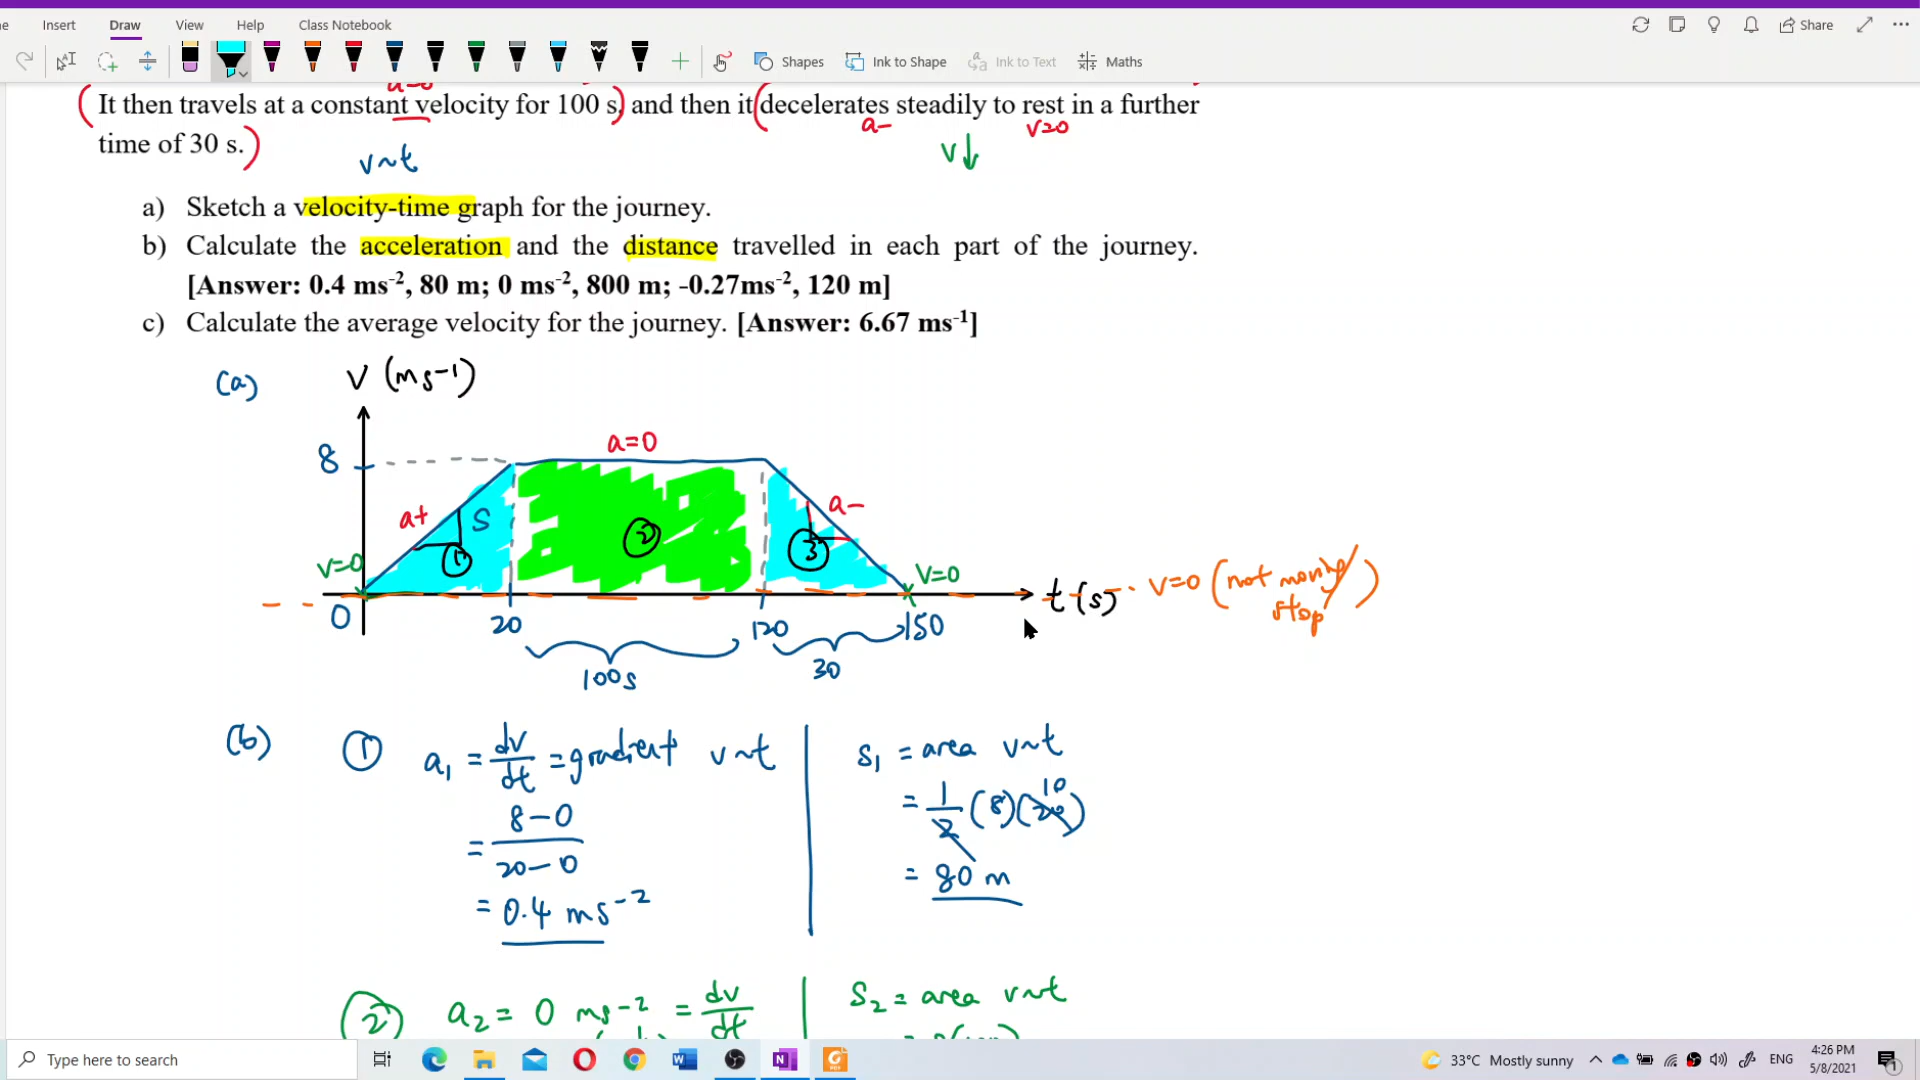 Insert Draw View Help Class Notebook Share
Shapes Ink to Shape Ink to Text Maths
It then travels at a constant velocity for 100 s, and then it decelerates steadily to rest in a further
a- v=0
time of 30 s.
v~t v↓
a) Sketch a velocity-time graph for the journey.
b) Calculate the acceleration and the distance travelled in each part of the journey.
[Answer: 0.4 ms-2, 80 m; 0 ms-2, 800 m; -0.27ms-2, 120 m]
c) Calculate the average velocity for the journey. [Answer: 6.67 ms-1]
(a) v (ms-1)
8 a=0
a+ S a-
① ② ③
v=0 v=0
0 20 120 150 t(s) v=0 (not moving/
stop)
100s 30
(b) ① a1 = dv/dt = gradient v~t
= 8-0/20-0
= 0.4 ms-2
s1 = area v~t
= 1/2 (8)(20) 10
= 80 m
② a2 = 0 ms-2 = dv/dt
S2 = area v~t
Type here to search 33°C Mostly sunny ENG 4:26 PM
5/8/2021